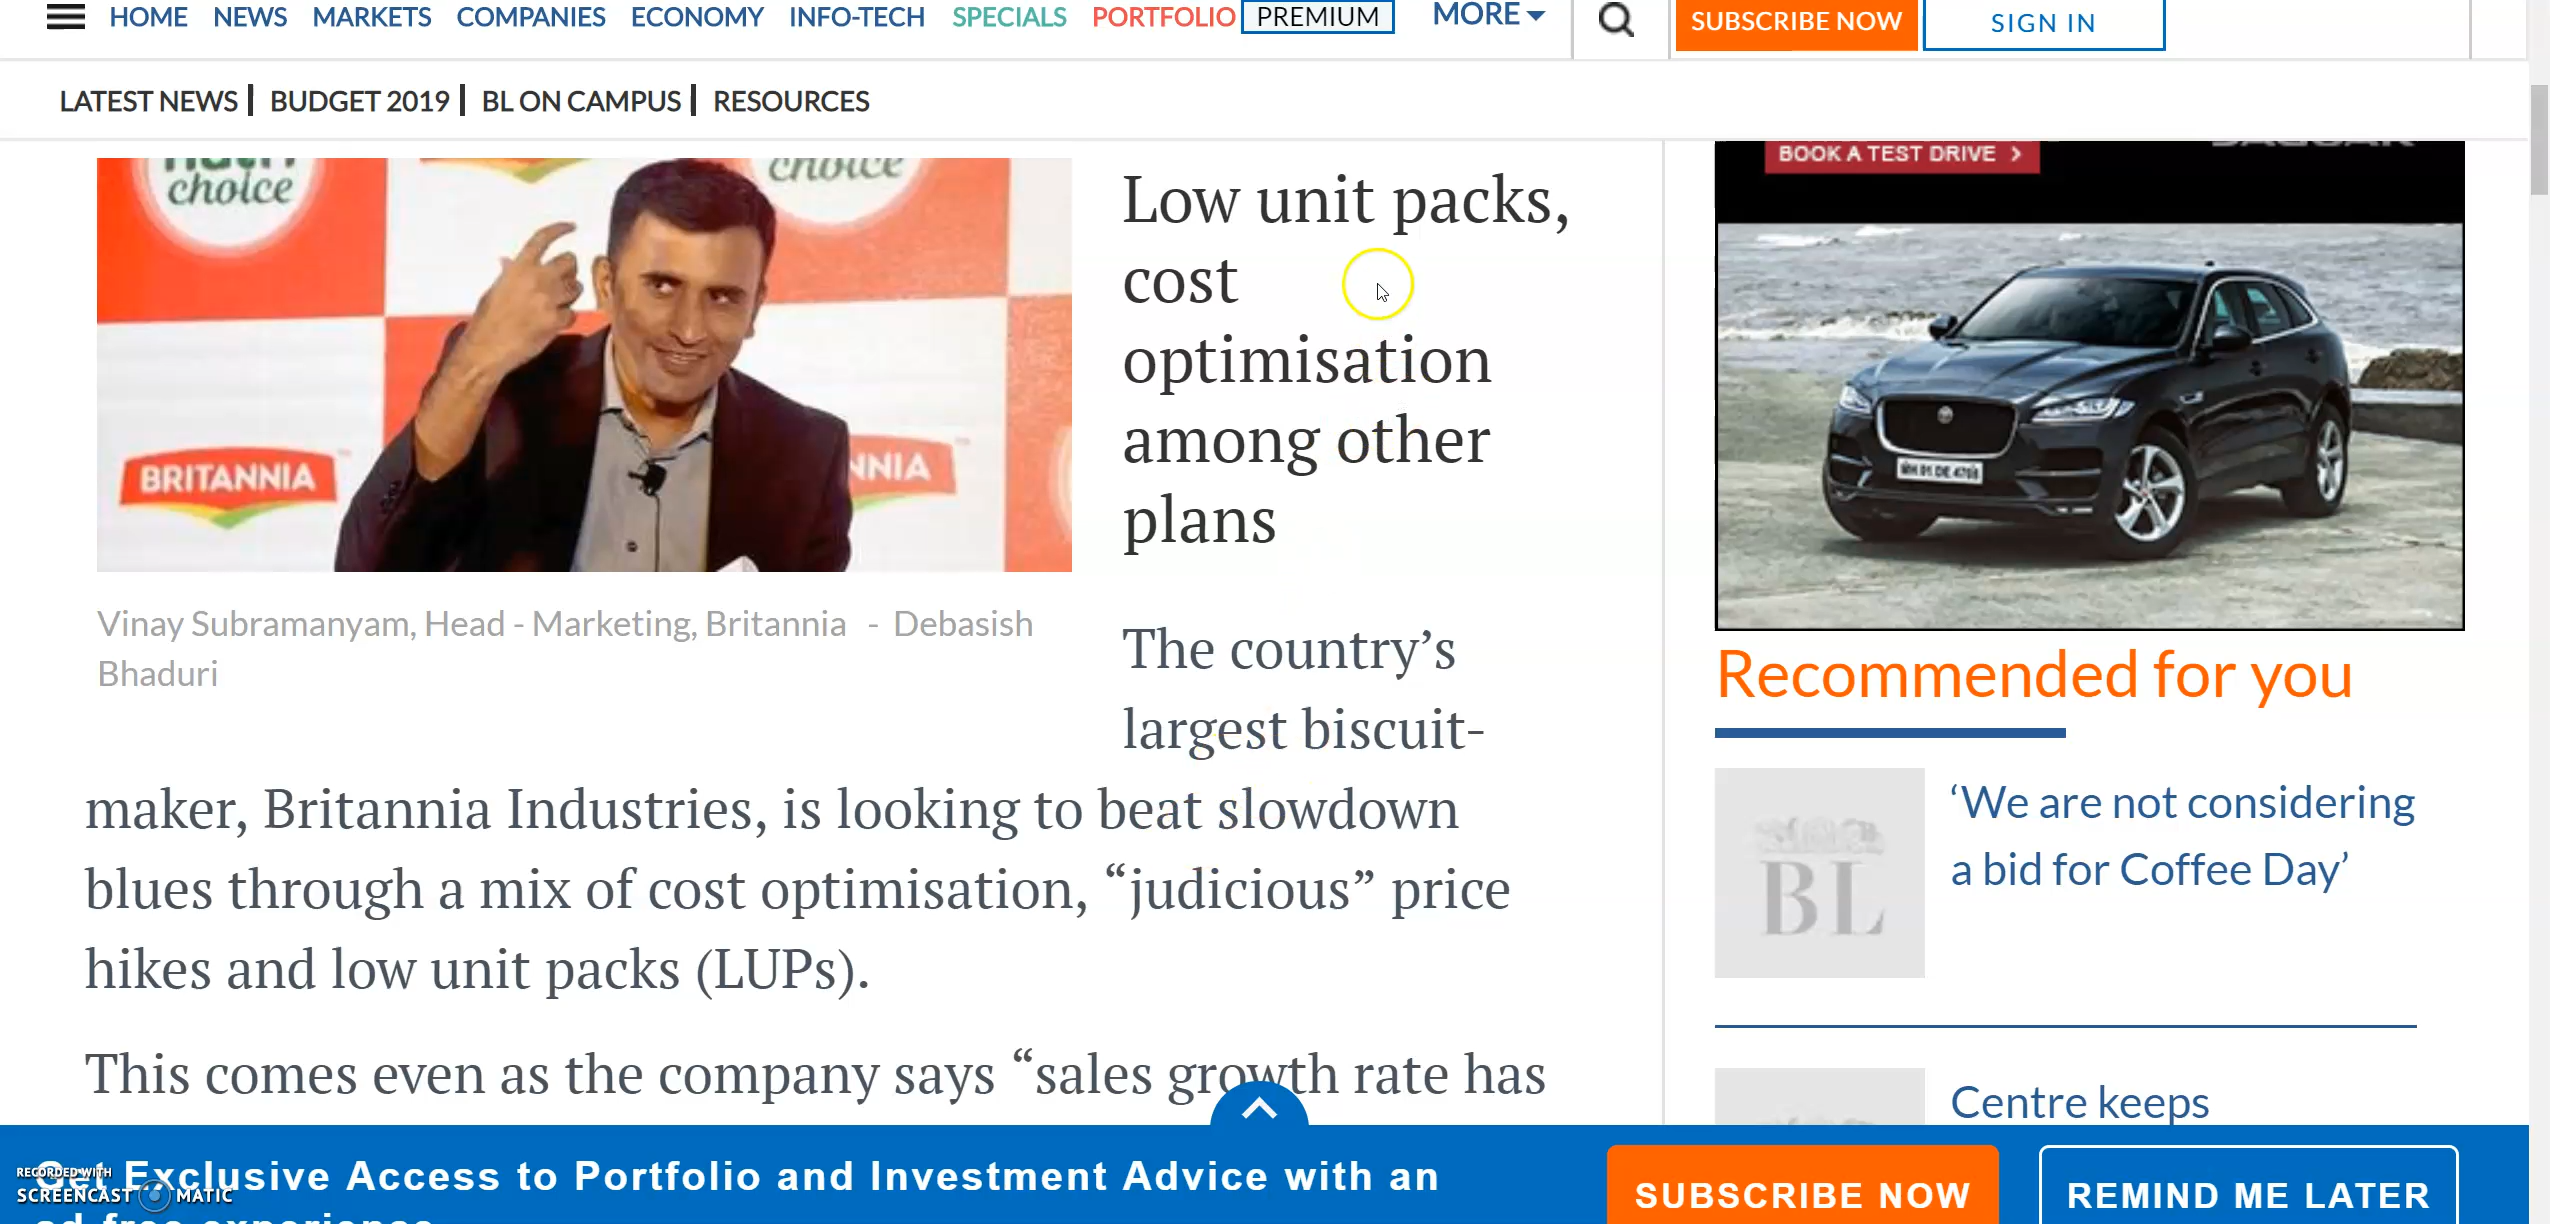 HOME NEWS MARKETS COMPANIES ECONOMY INFO-TECH SPECIALS PORTFOLIO PREMIUM MORE SUBSCRIBE NOW SIGN IN
LATEST NEWS BUDGET 2019 BL ON CAMPUS RESOURCES
choice
choice
BRITANNIA
NNIA
Vinay Subramanyam, Head - Marketing, Britannia - Debasish
Bhaduri
Low unit packs,
cost
optimisation
among other
plans
The country’s
largest biscuit-
maker, Britannia Industries, is looking to beat slowdown
blues through a mix of cost optimisation, “judicious” price
hikes and low unit packs (LUPs).
This comes even as the company says “sales growth rate has
BOOK A TEST DRIVE >
JAGUAR
Recommended for you
BL
‘We are not considering
a bid for Coffee Day’
Centre keeps
Get Exclusive Access to Portfolio and Investment Advice with an
ad-free experience
SUBSCRIBE NOW
REMIND ME LATER
RECORDED WITH
SCREENCAST MATIC